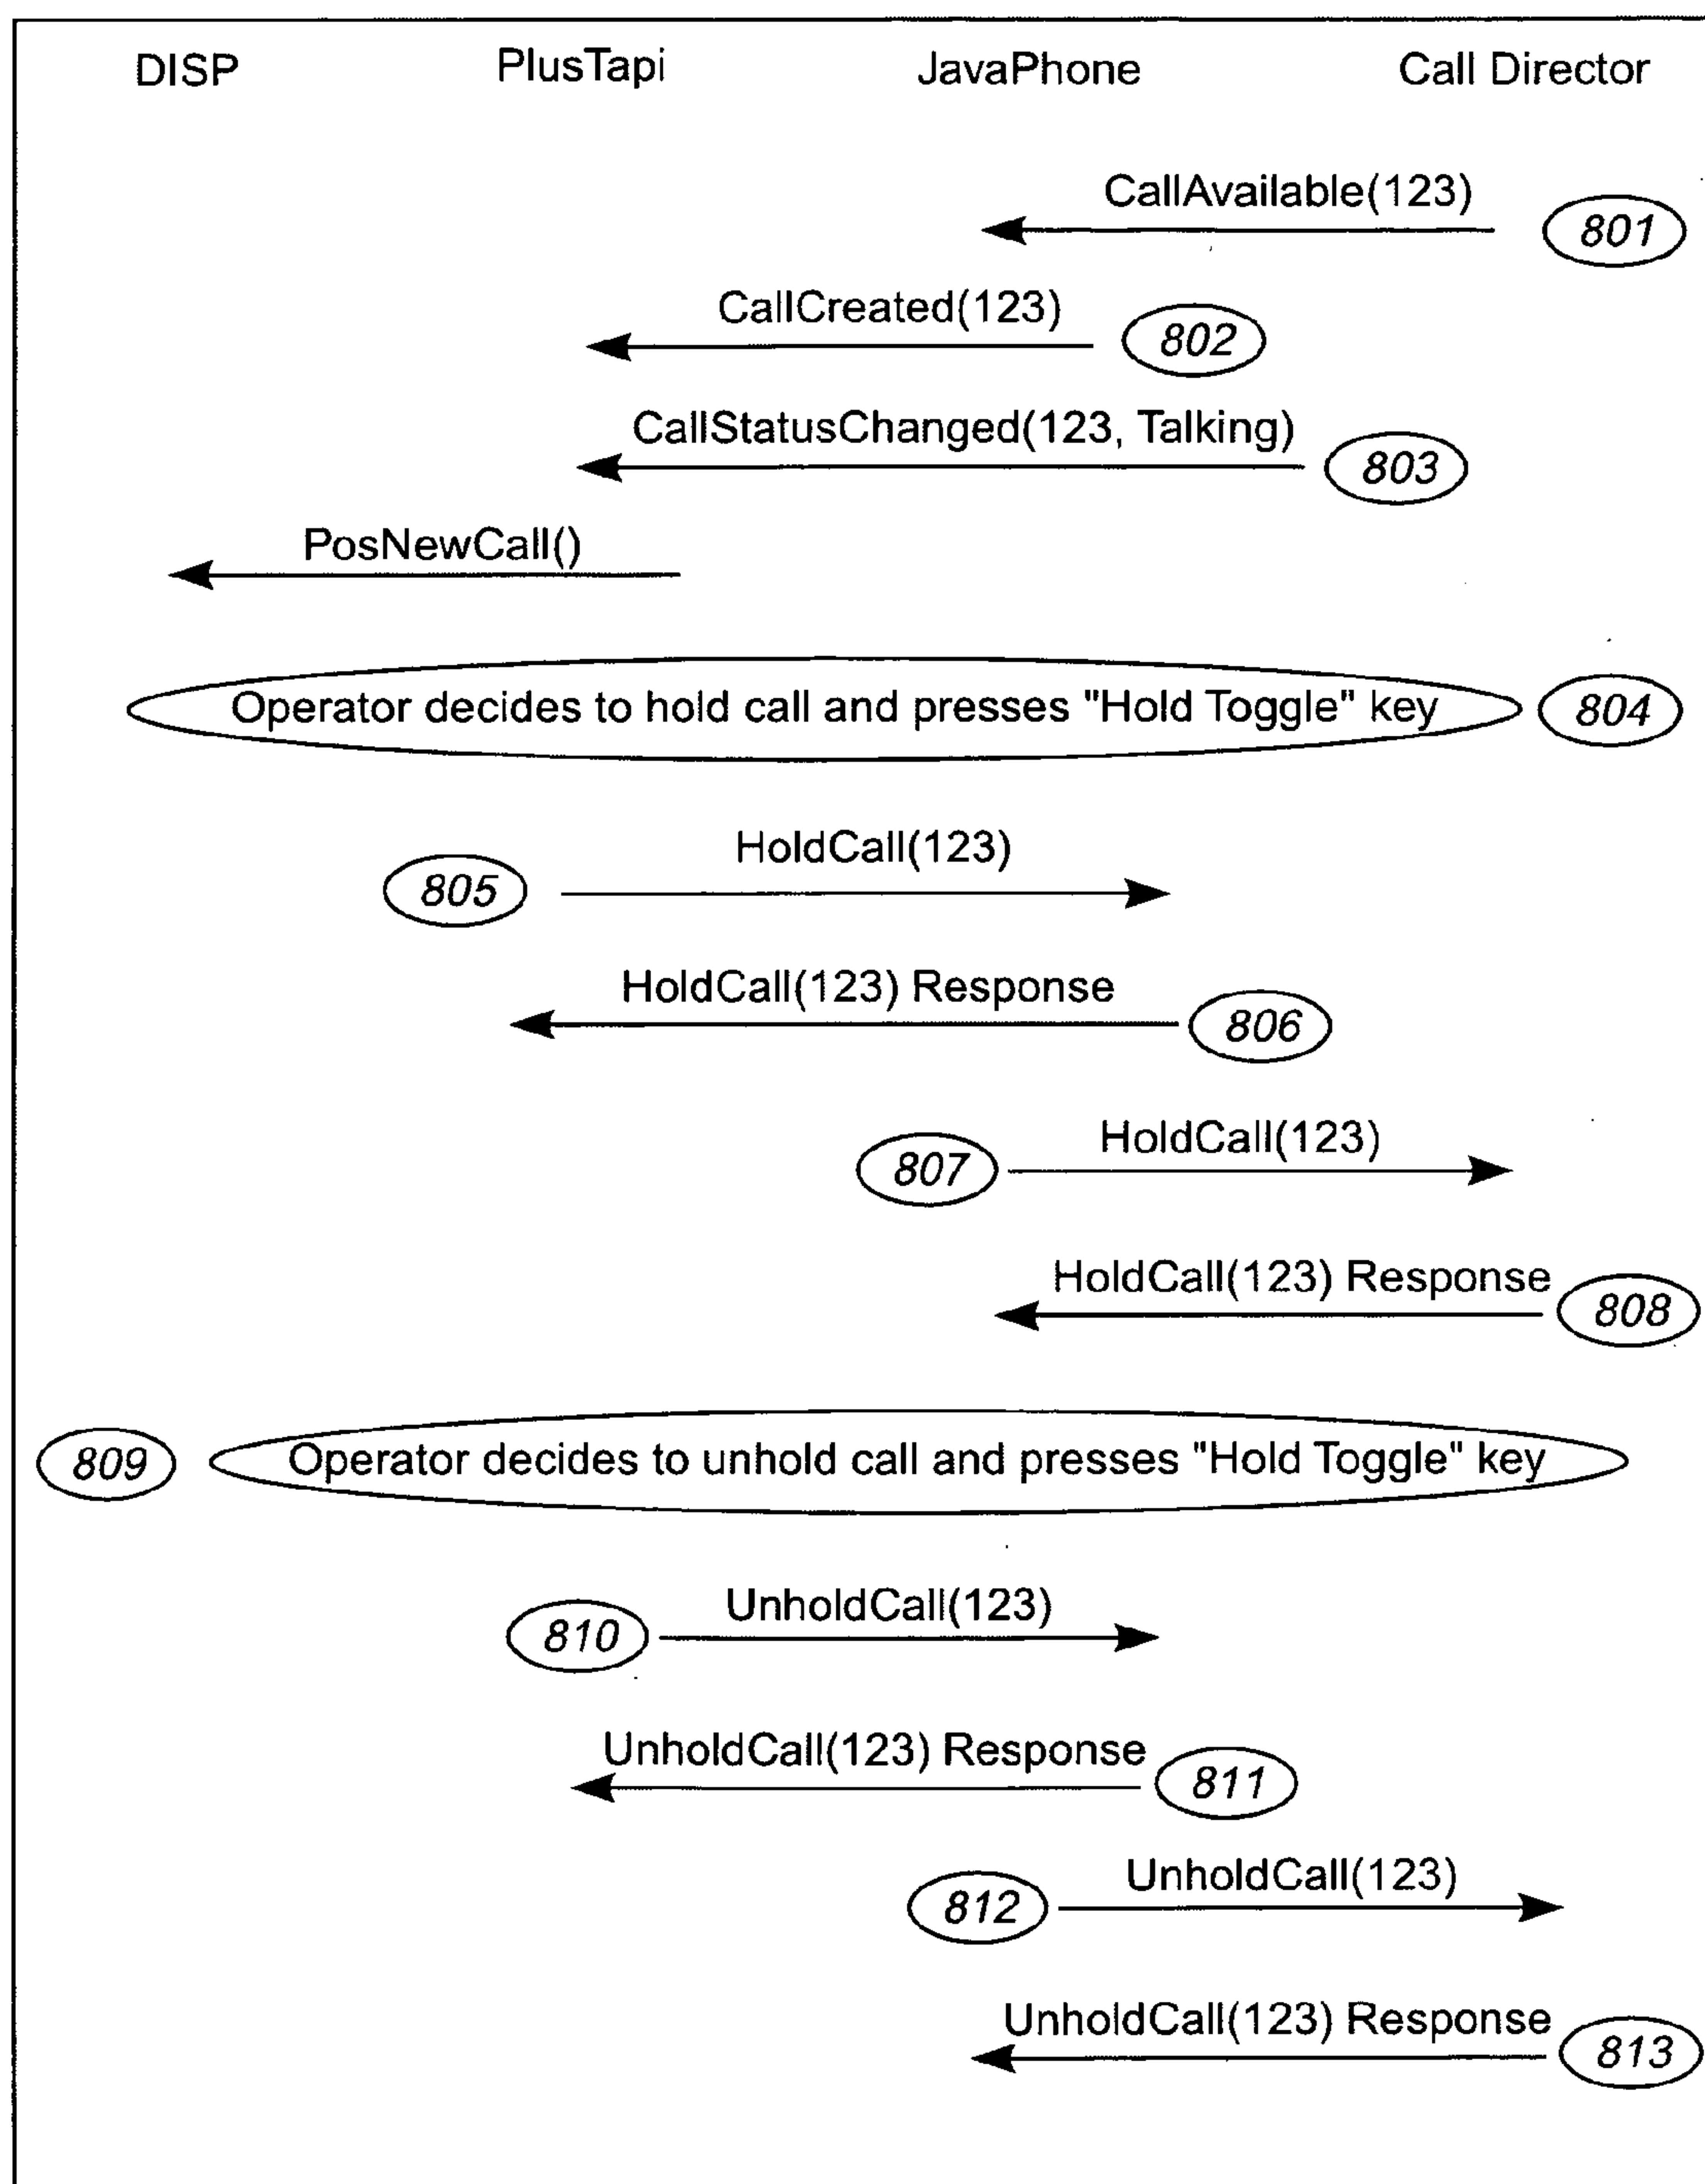 DISP PlusTapi JavaPhone Call Director
CallAvailable(123) 801
CallCreated(123) 802
CallStatusChanged(123, Talking) 803
PosNewCall()
Operator decides to hold call and presses "Hold Toggle" key 804
HoldCall(123)
805
HoldCall(123) Response
806
HoldCall(123)
807
HoldCall(123) Response
808
809 Operator decides to unhold call and presses "Hold Toggle" key
UnholdCall(123)
810
UnholdCall(123) Response
811
UnholdCall(123)
812
UnholdCall(123) Response
813